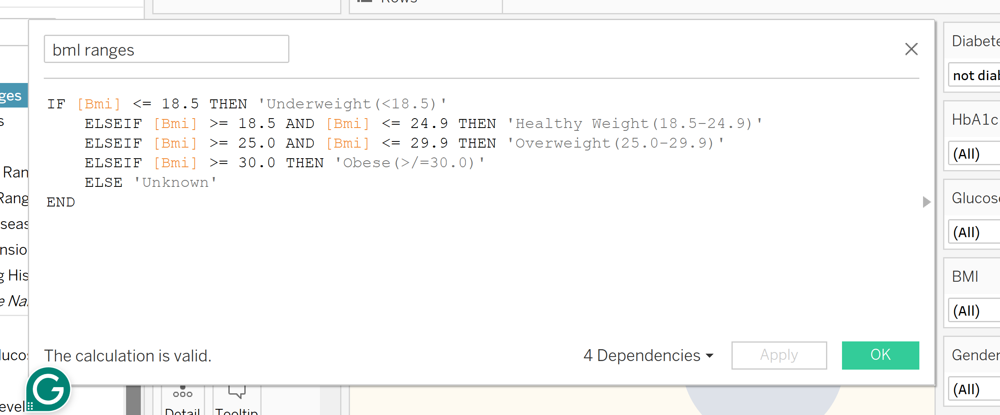 Rows
bml ranges
IF [Bmi] <= 18.5 THEN 'Underweight(<18.5)'
ELSEIF [Bmi] >= 18.5 AND [Bmi] <= 24.9 THEN 'Healthy Weight(18.5-24.9)'
ELSEIF [Bmi] >= 25.0 AND [Bmi] <= 29.9 THEN 'Overweight(25.0-29.9)'
ELSEIF [Bmi] >= 30.0 THEN 'Obese(>/=30.0)'
ELSE 'Unknown'
END
The calculation is valid.
4 Dependencies
Apply
OK
ges
s
Ran
Rang
seas
nsio
g His
e Na
luco
evel
Detail
Tooltip
Diabete
not diab
HbA1c
(All)
Glucose
(All)
BMI
(All)
Gender
(All)